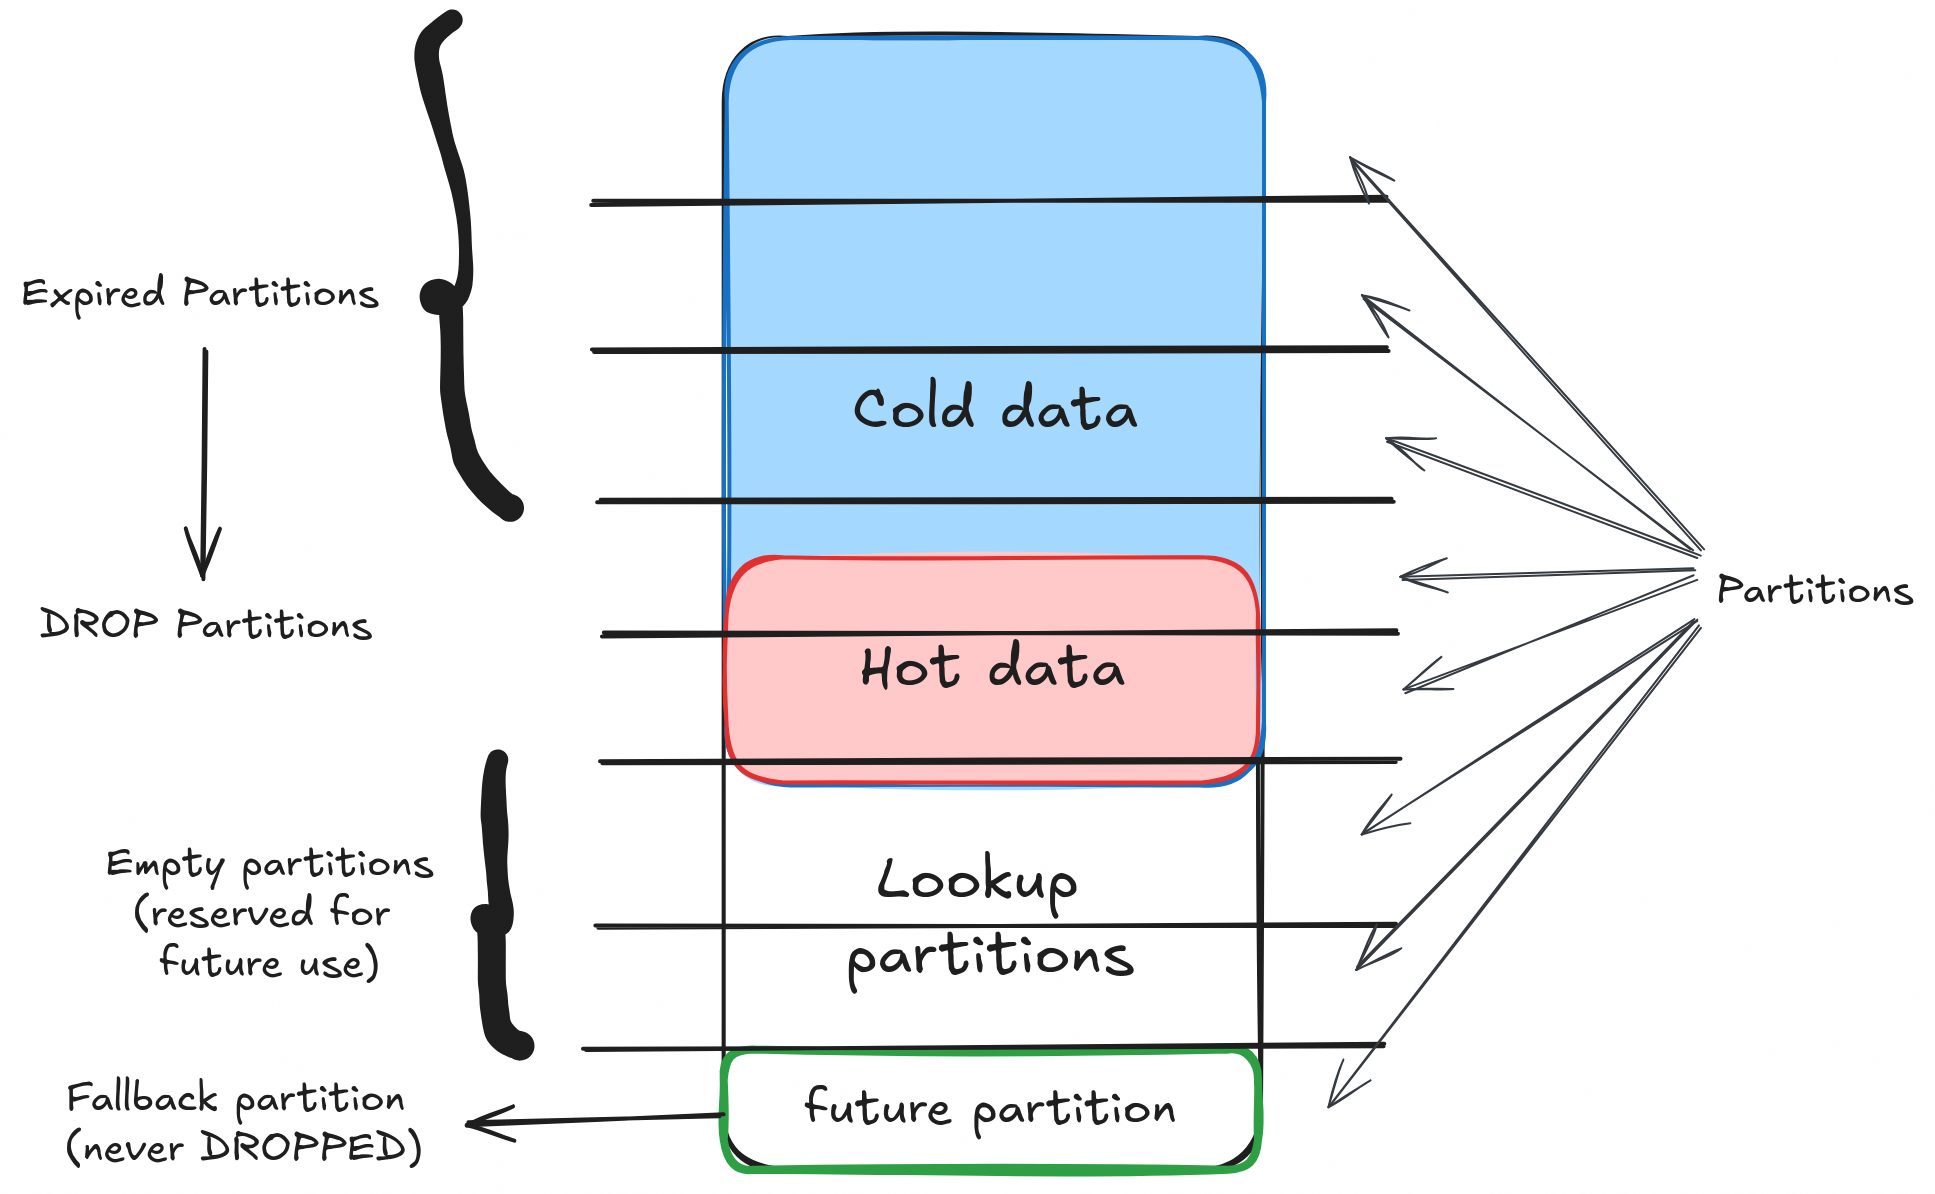 Expired Partitions
DROP Partitions
Cold data
Hot data
Partitions
Empty partitions
(reserved for
future use)
Lookup
partitions
Fallback partition
(never DROPPED)
future partition